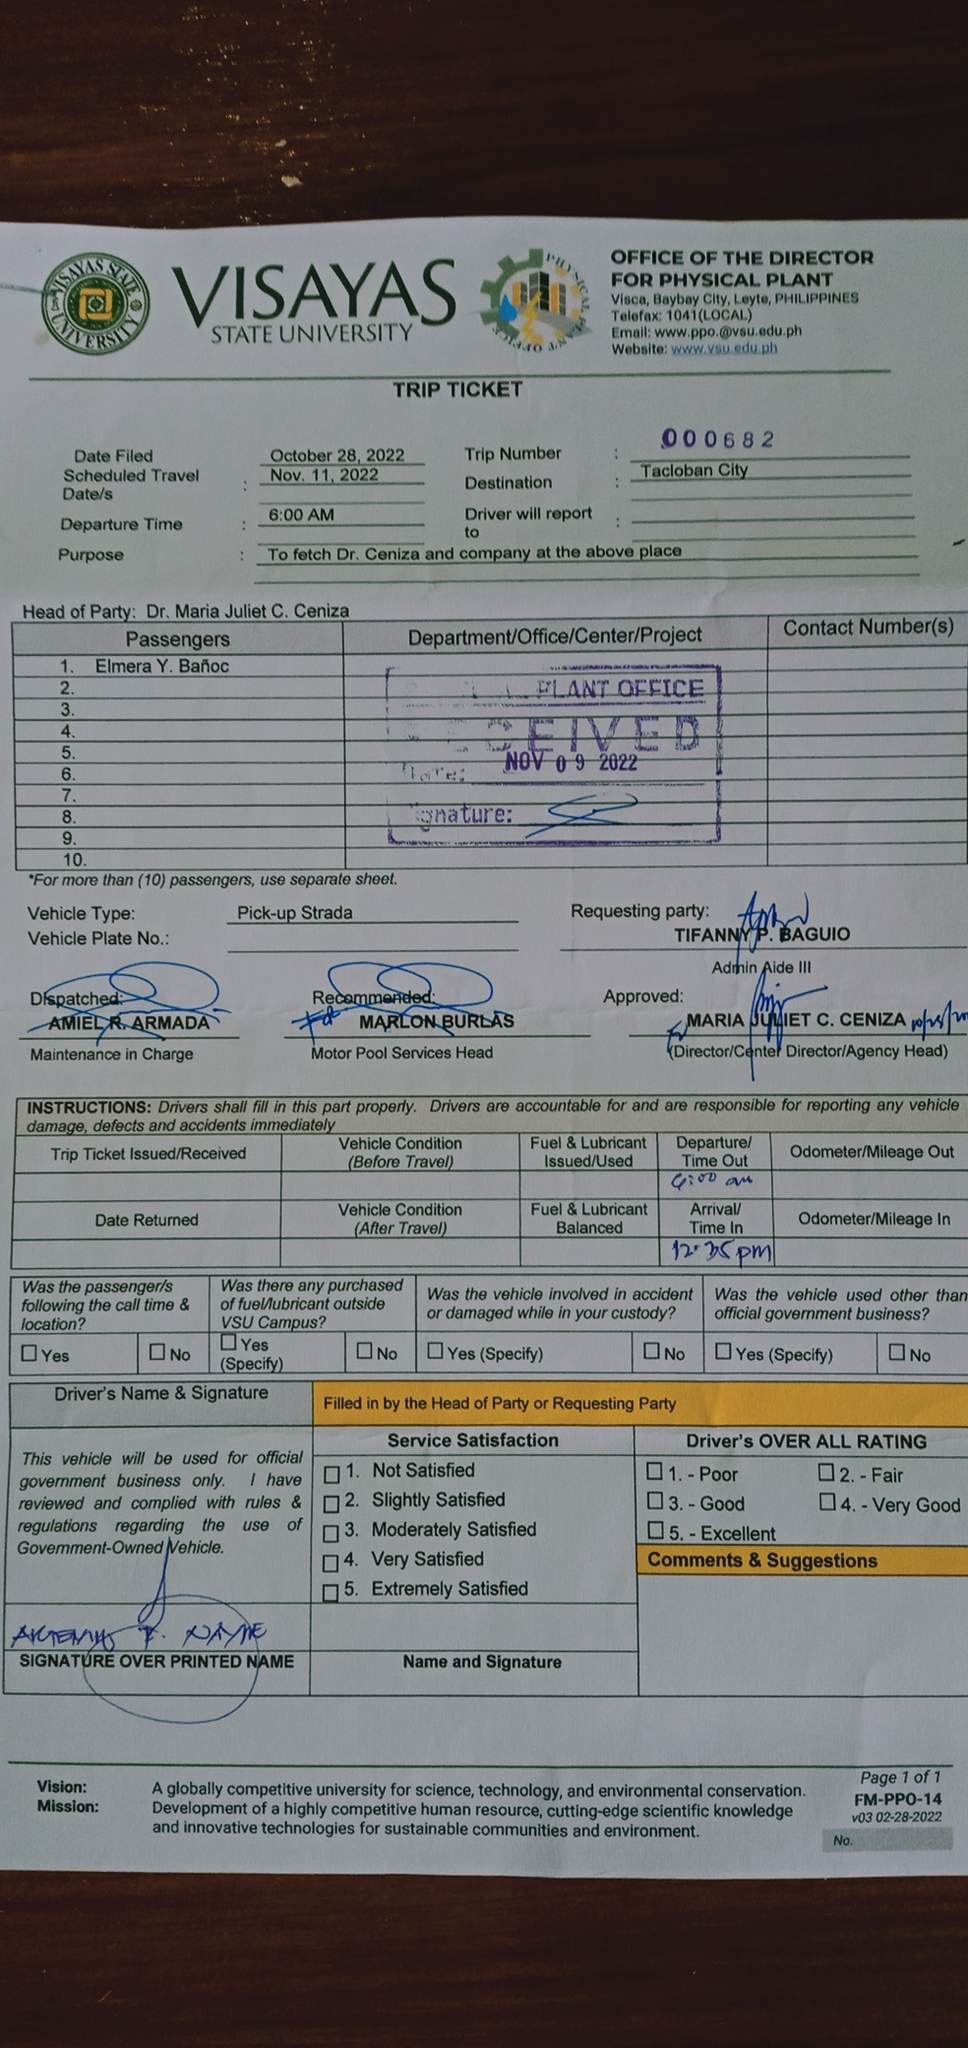 VISAYAS STATE UNIVERSITY
VISAYAS
STATE UNIVERSITY
PHYSICAL PLANT OFFICE
OFFICE OF THE DIRECTOR
FOR PHYSICAL PLANT
Visca, Baybay City, Leyte, PHILIPPINES
Telefax: 1041(LOCAL)
Email: www.ppo.@vsu.edu.ph
Website: www.vsu.edu.ph
TRIP TICKET
Date Filed October 28, 2022 Trip Number : 000682
Scheduled Travel Date/s : Nov. 11, 2022 Destination : Tacloban City
Departure Time : 6:00 AM Driver will report to :
Purpose : To fetch Dr. Ceniza and company at the above place
Head of Party: Dr. Maria Juliet C. Ceniza
Passengers Department/Office/Center/Project Contact Number(s)
1. Elmera Y. Bañoc
2.
3.
4.
5.
6.
7.
8.
9.
10.
PLANT OFFICE
CEIVED
NOV 09 2022
Date:
ignature:
*For more than (10) passengers, use separate sheet.
Vehicle Type: Pick-up Strada Requesting party:
Vehicle Plate No.: TIFANNY P. BAGUIO
Admin Aide III
Dispatched: Recommended: Approved:
AMIEL R. ARMADA MARLON BURLAS MARIA JULIET C. CENIZA
Maintenance in Charge Motor Pool Services Head (Director/Center Director/Agency Head)
INSTRUCTIONS: Drivers shall fill in this part properly. Drivers are accountable for and are responsible for reporting any vehicle
damage, defects and accidents immediately
Trip Ticket Issued/Received Vehicle Condition (Before Travel) Fuel & Lubricant Issued/Used Departure/ Time Out Odometer/Mileage Out
Date Returned Vehicle Condition (After Travel) Fuel & Lubricant Balanced Arrival/ Time In Odometer/Mileage In
12:35 pm
Was the passenger/s following the call time & location? Was there any purchased of fuel/lubricant outside VSU Campus? Was the vehicle involved in accident or damaged while in your custody? Was the vehicle used other than official government business?
Yes No Yes (Specify) No Yes (Specify) No Yes (Specify) No
Driver's Name & Signature Filled in by the Head of Party or Requesting Party
This vehicle will be used for official
government business only. I have
reviewed and complied with rules &
regulations regarding the use of
Government-Owned Vehicle.
SIGNATURE OVER PRINTED NAME
Service Satisfaction
1. Not Satisfied
2. Slightly Satisfied
3. Moderately Satisfied
4. Very Satisfied
5. Extremely Satisfied
Name and Signature
Driver's OVER ALL RATING
1. - Poor 2. - Fair
3. - Good 4. - Very Good
5. - Excellent
Comments & Suggestions
Vision: A globally competitive university for science, technology, and environmental conservation.
Mission: Development of a highly competitive human resource, cutting-edge scientific knowledge
and innovative technologies for sustainable communities and environment.
Page 1 of 1
FM-PPO-14
v03 02-28-2022
No.